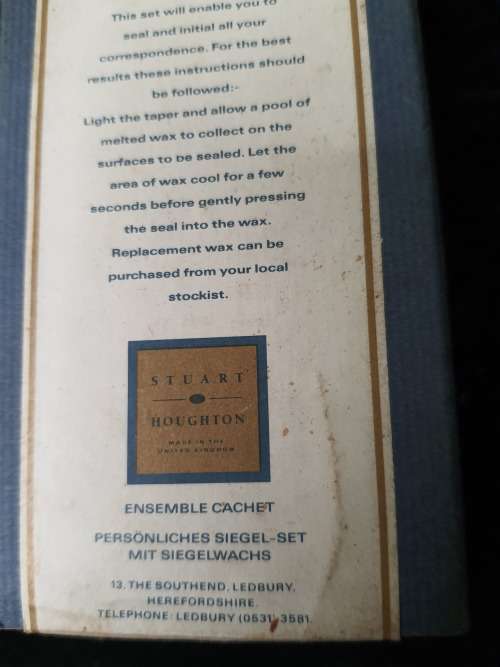 This set will enable you to
seal and initial all your
correspondence. For the best
results these instructions should
be followed:-
Light the taper and allow a pool of
melted wax to collect on the
surfaces to be sealed. Let the
area of wax cool for a few
seconds before gently pressing
the seal into the wax.
Replacement wax can be
purchased from your local
stockist.
STUART
HOUGHTON
MADE IN THE
UNITED KINGDOM
ENSEMBLE CACHET
PERSÖNLICHES SIEGEL-SET
MIT SIEGELWACHS
13, THE SOUTHEND, LEDBURY,
HEREFORDSHIRE.
TELEPHONE: LEDBURY (0531) 3581